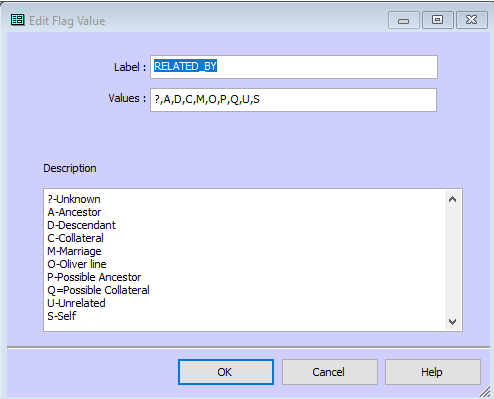 Edit Flag Value
Label :
RELATED_BY
Values :
?,A,D,C,M,O,P,Q,U,S
Description
?-Unknown
A-Ancestor
D-Descendant
C-Collateral
M-Marriage
O-Oliver line
P-Possible Ancestor
Q=Possible Collateral
U-Unrelated
S-Self
OK
Cancel
Help